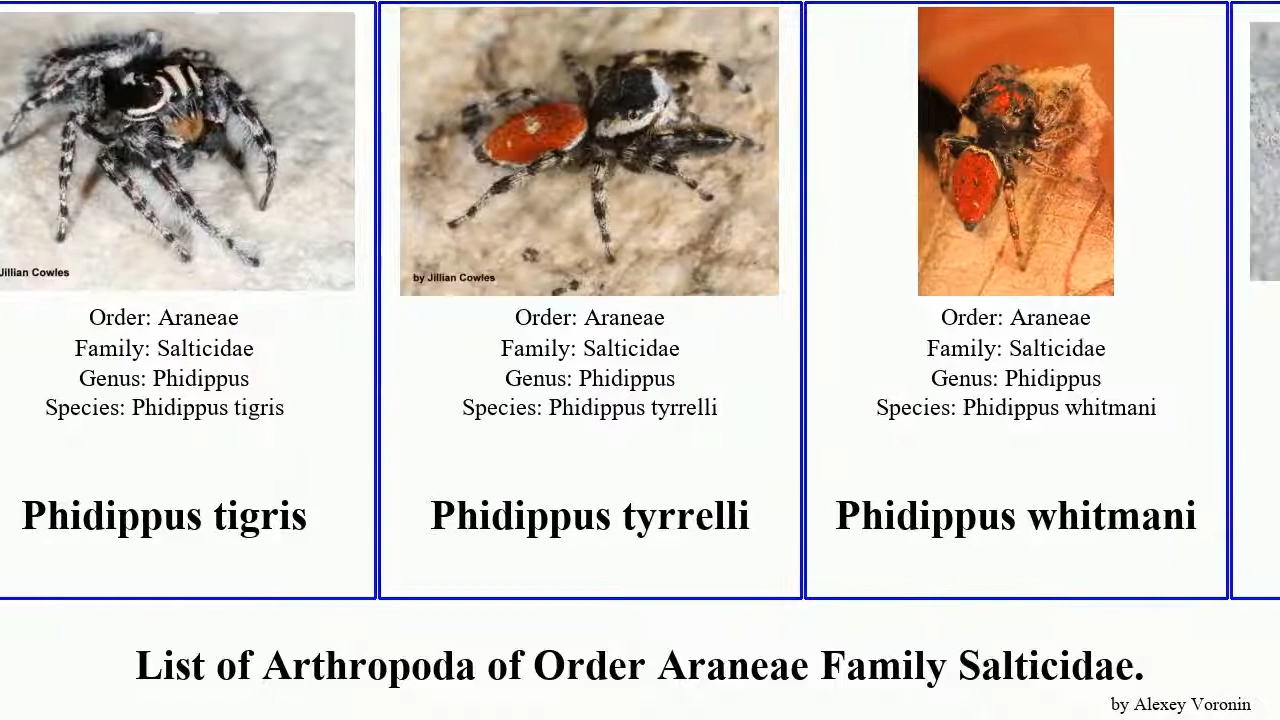 Jillian Cowles
Order: Araneae
Family: Salticidae
Genus: Phidippus
Species: Phidippus tigris
Phidippus tigris
by Jillian Cowles
Order: Araneae
Family: Salticidae
Genus: Phidippus
Species: Phidippus tyrrelli
Phidippus tyrrelli
Order: Araneae
Family: Salticidae
Genus: Phidippus
Species: Phidippus whitmani
Phidippus whitmani
List of Arthropoda of Order Araneae Family Salticidae.
by Alexey Voronin